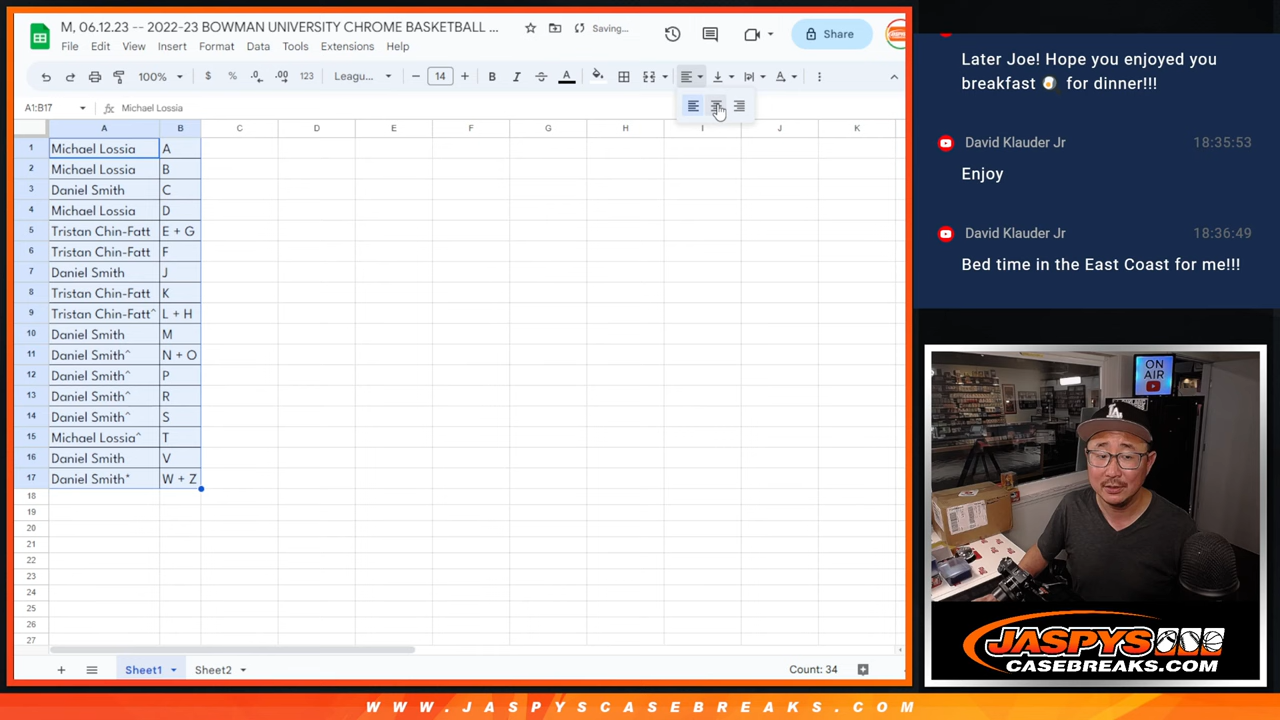 M, 06.12.23 -- 2022-23 BOWMAN UNIVERSITY CHROME BASKETBALL ...
Saving...
Share
File Edit View Insert Format Data Tools Extensions Help
100% $ % .0 .00 123 Leagu... 14 B I A
A1:B17 fx Michael Lossia
A B C D E F G H I J K
1 Michael Lossia A
2 Michael Lossia B
3 Daniel Smith C
4 Michael Lossia D
5 Tristan Chin-Fatt E + G
6 Tristan Chin-Fatt F
7 Daniel Smith J
8 Tristan Chin-Fatt K
9 Tristan Chin-Fatt^ L + H
10 Daniel Smith M
11 Daniel Smith^ N + O
12 Daniel Smith^ P
13 Daniel Smith^ R
14 Daniel Smith^ S
15 Michael Lossia^ T
16 Daniel Smith V
17 Daniel Smith* W + Z
18
19
20
21
22
23
24
25
26
27
+ Sheet1 Sheet2 Count: 34
Later Joe! Hope you enjoyed you
breakfast 🍳 for dinner!!!
David Klauder Jr 18:35:53
Enjoy
David Klauder Jr 18:36:49
Bed time in the East Coast for me!!!
ON
AIR
LA
JASPYS
CASEBREAKS.COM
WWW.JASPYSCASEBREAKS.COM